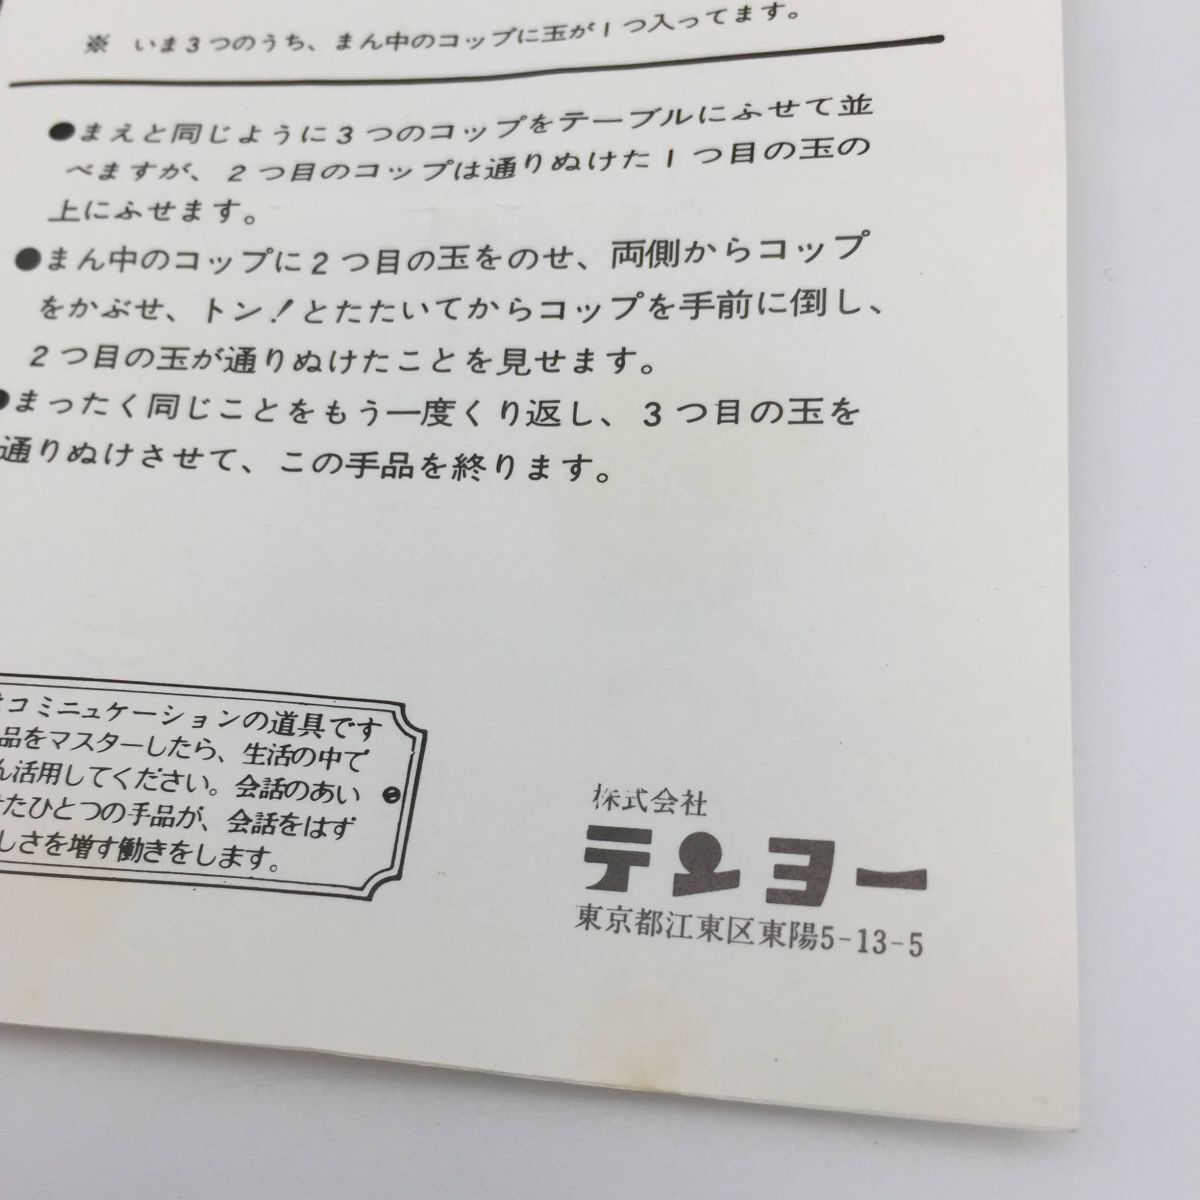 ※ いま3つのうち、まん中のコップに玉が1つ入ってます。
●まえと同じように3つのコップをテーブルにふせて並
べますが、2つ目のコップは通りぬけた1つ目の玉の
上にふせます。
●まん中のコップに2つ目の玉をのせ、両側からコップ
をかぶせ、トン!とたたいてからコップを手前に倒し、
2つ目の玉が通りぬけたことを見せます。
●まったく同じことをもう一度くり返し、3つ目の玉を
通りぬけさせて、この手品を終ります。
コミニュケーションの道具です
品をマスターしたら、生活の中で
ん活用してください。会話のあい
たひとつの手品が、会話をはず
しさを増す働きをします。
株式会社
テンヨー
東京都江東区東陽5-13-5